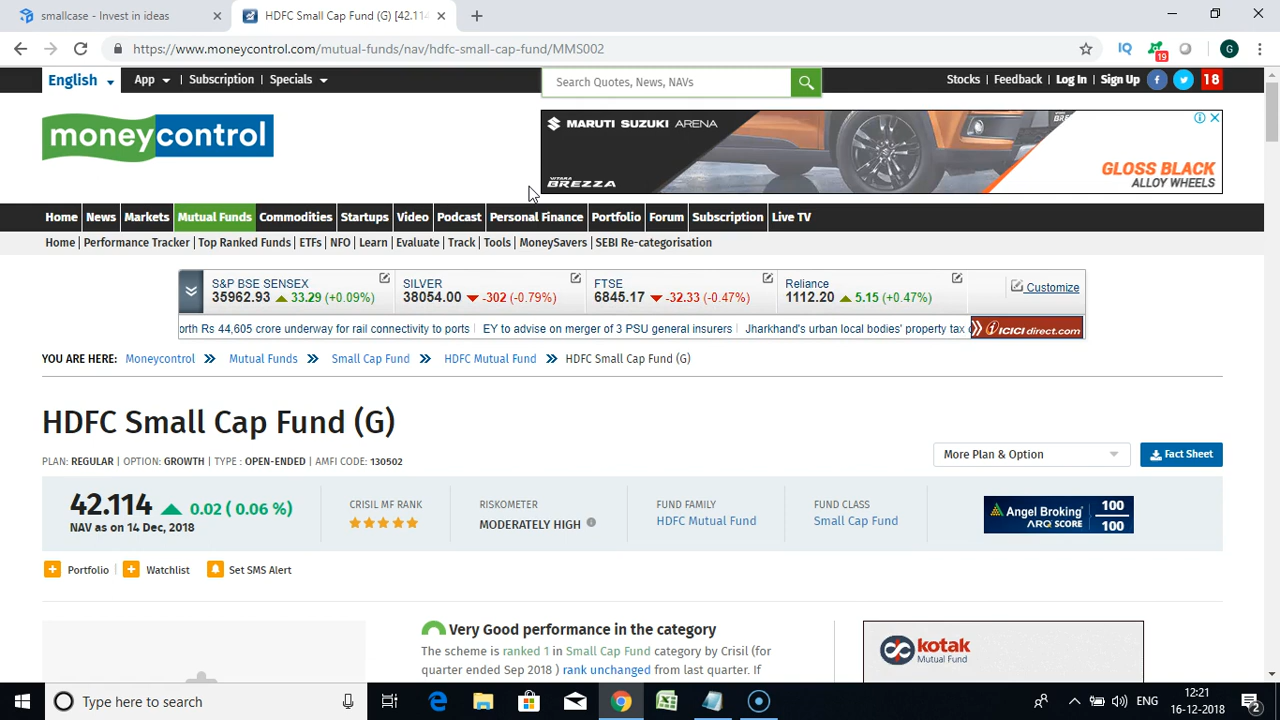 smallcase - Invest in ideas
HDFC Small Cap Fund (G) [42.114
https://www.moneycontrol.com/mutual-funds/nav/hdfc-small-cap-fund/MMS002
IQ
19
G
English
App | Subscription | Specials
Search Quotes, News, NAVs
Stocks | Feedback | Log In | Sign Up
18
moneycontrol
MARUTI SUZUKI ARENA
VITARA
BREZZA
GLOSS BLACK
ALLOY WHEELS
Home News Markets Mutual Funds Commodities Startups Video Podcast Personal Finance Portfolio Forum Subscription Live TV
Home | Performance Tracker | Top Ranked Funds | ETFs | NFO | Learn | Evaluate | Track | Tools | MoneySavers | SEBI Re-categorisation
S&P BSE SENSEX
35962.93 33.29 (+0.09%)
SILVER
38054.00 -302 (-0.79%)
FTSE
6845.17 -32.33 (-0.47%)
Reliance
1112.20 5.15 (+0.47%)
Customize
orth Rs 44,605 crore underway for rail connectivity to ports | EY to advise on merger of 3 PSU general insurers | Jharkhand's urban local bodies' property tax
ICICI direct.com
YOU ARE HERE: Moneycontrol Mutual Funds Small Cap Fund HDFC Mutual Fund HDFC Small Cap Fund (G)
HDFC Small Cap Fund (G)
PLAN: REGULAR | OPTION: GROWTH | TYPE : OPEN-ENDED | AMFI CODE: 130502
More Plan & Option
Fact Sheet
42.114 0.02 ( 0.06 %)
NAV as on 14 Dec, 2018
CRISIL MF RANK
RISKOMETER
MODERATELY HIGH
FUND FAMILY
HDFC Mutual Fund
FUND CLASS
Small Cap Fund
Angel Broking
ARQ SCORE
100
100
Portfolio | Watchlist Set SMS Alert
Very Good performance in the category
The scheme is ranked 1 in Small Cap Fund category by Crisil (for
quarter ended Sep 2018 ) rank unchanged from last quarter. If
kotak
Mutual Fund
Type here to search
ENG
12:21
16-12-2018
2